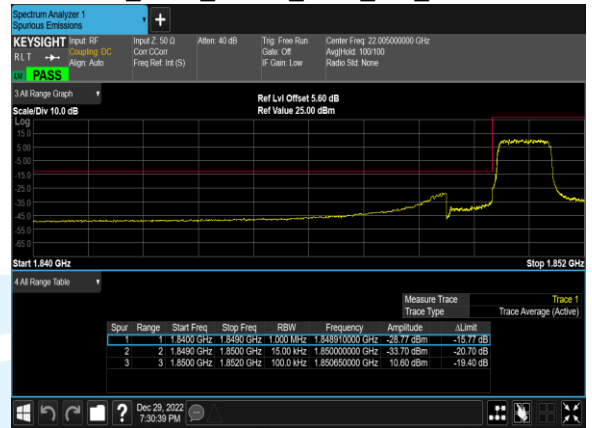 Spectrum Analyzer 1
Spurious Emissions
KEYSIGHT Input: RF Input Z: 50 Ω Atten: 40 dB Trig: Free Run Center Freq: 22.005000000 GHz
RLT Coupling: DC Corr CCorr Gate: Off Avg|Hold: 100/100
Align: Auto Freq Ref: Int (S) IF Gain: Low Radio Std: None
PASS
3 All Range Graph
Ref Lvl Offset 5.60 dB
Scale/Div 10.0 dB Ref Value 25.00 dBm
Log
15.0
5.00
-5.00
-15.0
-25.0
-35.0
-45.0
-55.0
-65.0
Start 1.840 GHz Stop 1.852 GHz
4 All Range Table
Measure Trace Trace 1
Trace Type Trace Average (Active)
Spur Range Start Freq Stop Freq RBW Frequency Amplitude ΔLimit
1 1 1.8400 GHz 1.8490 GHz 1.000 MHz 1.848910000 GHz -28.77 dBm -15.77 dB
2 2 1.8490 GHz 1.8500 GHz 15.00 kHz 1.850000000 GHz -33.70 dBm -20.70 dB
3 3 1.8500 GHz 1.8520 GHz 100.0 kHz 1.850650000 GHz 10.60 dBm -19.40 dB
? Dec 29, 2022
7:30:39 PM